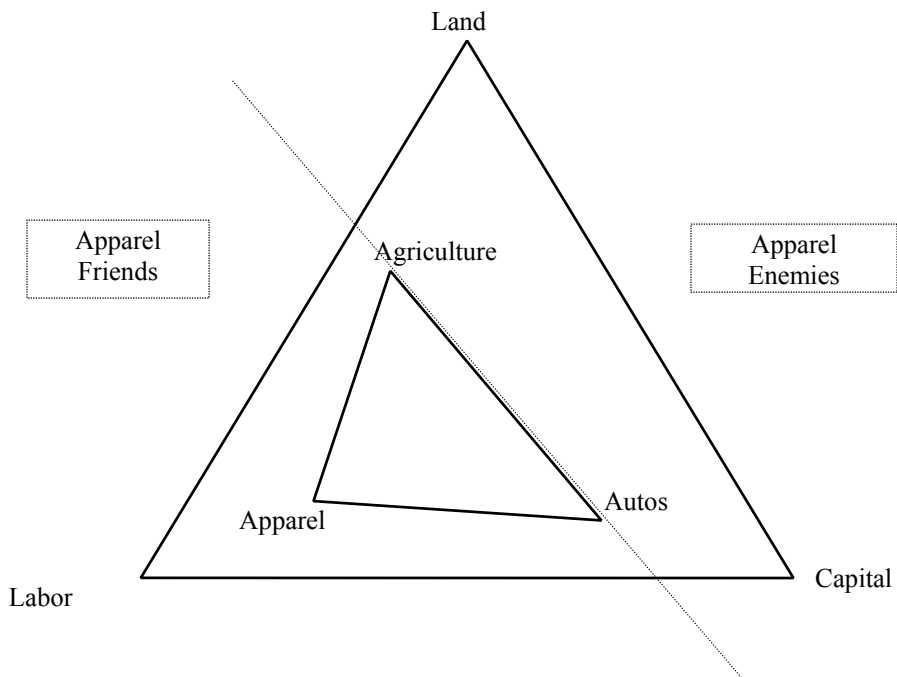 Land
Apparel
Friends
Agriculture
Apparel
Enemies
Apparel
Autos
Labor
Capital